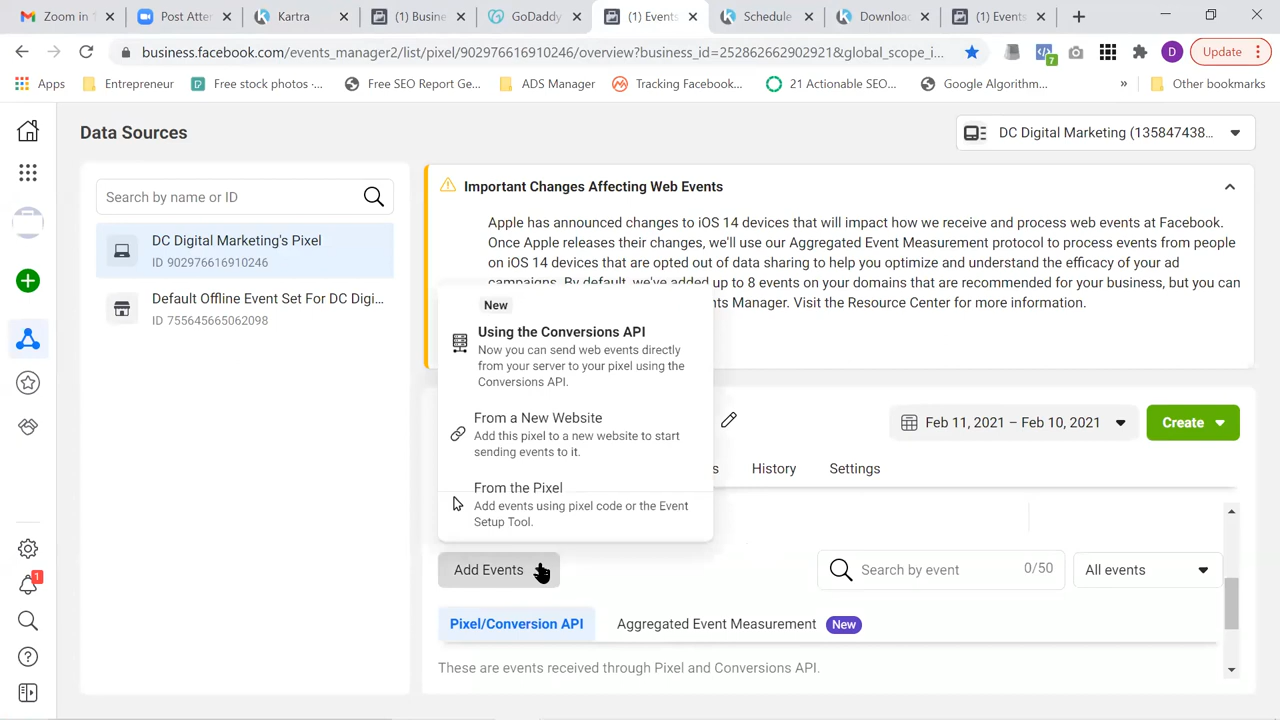 Zoom in
Post Atter
Kartra
(1) Busine
GoDaddy
(1) Events
Schedule
Downloac
(1) Events
business.facebook.com/events_manager2/list/pixel/902976616910246/overview?business_id=252862662902921&global_scope_i...
7
D
Update
Apps
Entrepreneur
Free stock photos -...
Free SEO Report Ge...
ADS Manager
Tracking Facebook...
21 Actionable SEO...
Google Algorithm...
»
Other bookmarks
Data Sources
DC Digital Marketing (135847438...
Search by name or ID
DC Digital Marketing's Pixel
ID 902976616910246
Default Offline Event Set For DC Digi...
ID 755645665062098
Important Changes Affecting Web Events
Apple has announced changes to iOS 14 devices that will impact how we receive and process web events at Facebook.
Once Apple releases their changes, we'll use our Aggregated Event Measurement protocol to process events from people
on iOS 14 devices that are opted out of data sharing to help you optimize and understand the efficacy of your ad
campaigns. By default, we've added up to 8 events on your domains that are recommended for your business, but you can
nts Manager. Visit the Resource Center for more information.
New
Using the Conversions API
Now you can send web events directly
from your server to your pixel using the
Conversions API.
From a New Website
Add this pixel to a new website to start
sending events to it.
From the Pixel
Add events using pixel code or the Event
Setup Tool.
Feb 11, 2021 – Feb 10, 2021
Create
s
History
Settings
Add Events
Search by event
0/50
All events
Pixel/Conversion API
Aggregated Event Measurement
New
These are events received through Pixel and Conversions API.
1